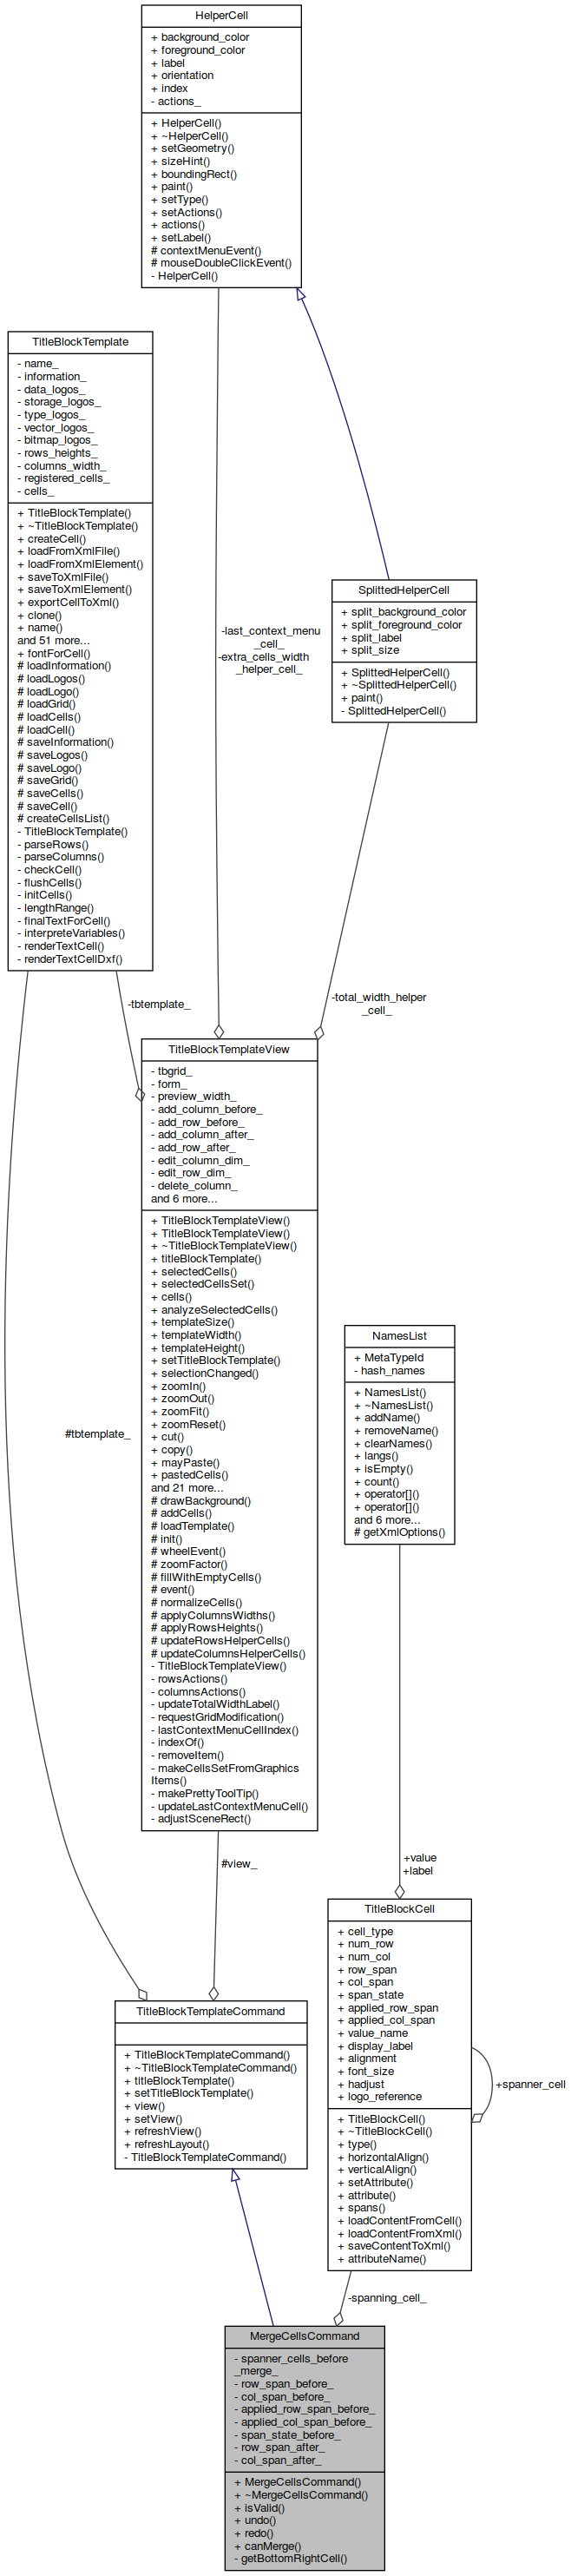 HelperCell
+ background_color
+ foreground_color
+ label
+ orientation
+ index
- actions_
+ HelperCell()
+ ~HelperCell()
+ setGeometry()
+ sizeHint()
+ boundingRect()
+ paint()
+ setType()
+ setActions()
+ actions()
+ setLabel()
# contextMenuEvent()
# mouseDoubleClickEvent()
- HelperCell()
TitleBlockTemplate
- name_
- information_
- data_logos_
- storage_logos_
- type_logos_
- vector_logos_
- bitmap_logos_
- rows_heights_
- columns_width_
- registered_cells_
- cells_
+ TitleBlockTemplate()
+ ~TitleBlockTemplate()
+ createCell()
+ loadFromXmlFile()
+ loadFromXmlElement()
+ saveToXmlFile()
+ saveToXmlElement()
+ exportCellToXml()
+ clone()
+ name()
and 51 more...
+ fontForCell()
# loadInformation()
# loadLogos()
# loadLogo()
# loadGrid()
# loadCells()
# loadCell()
# saveInformation()
# saveLogos()
# saveLogo()
# saveGrid()
# saveCells()
# saveCell()
# createCellsList()
- TitleBlockTemplate()
- parseRows()
- parseColumns()
- checkCell()
- flushCells()
- initCells()
- lengthRange()
- finalTextForCell()
- interpreteVariables()
- renderTextCell()
- renderTextCellDxf()
SplittedHelperCell
+ split_background_color
+ split_foreground_color
+ split_label
+ split_size
+ SplittedHelperCell()
+ ~SplittedHelperCell()
+ paint()
- SplittedHelperCell()
-last_context_menu
_cell_
-extra_cells_width
_helper_cell_
-total_width_helper
_cell_
-tbtemplate_
TitleBlockTemplateView
- tbgrid_
- form_
- preview_width_
- add_column_before_
- add_row_before_
- add_column_after_
- add_row_after_
- edit_column_dim_
- edit_row_dim_
- delete_column_
and 6 more...
+ TitleBlockTemplateView()
+ TitleBlockTemplateView()
+ ~TitleBlockTemplateView()
+ titleBlockTemplate()
+ selectedCells()
+ selectedCellsSet()
+ cells()
+ analyzeSelectedCells()
+ templateSize()
+ templateWidth()
+ templateHeight()
+ setTitleBlockTemplate()
+ selectionChanged()
+ zoomIn()
+ zoomOut()
+ zoomFit()
+ zoomReset()
+ cut()
+ copy()
+ mayPaste()
+ pastedCells()
and 21 more...
# drawBackground()
# addCells()
# loadTemplate()
# init()
# wheelEvent()
# zoomFactor()
# fillWithEmptyCells()
# event()
# normalizeCells()
# applyColumnsWidths()
# applyRowsHeights()
# updateRowsHelperCells()
# updateColumnsHelperCells()
- TitleBlockTemplateView()
- rowsActions()
- columnsActions()
- updateTotalWidthLabel()
- requestGridModification()
- lastContextMenuCellIndex()
- indexOf()
- removeItem()
- makeCellsSetFromGraphics
Items()
- makePrettyToolTip()
- updateLastContextMenuCell()
- adjustSceneRect()
NamesList
+ MetaTypeId
- hash_names
+ NamesList()
+ ~NamesList()
+ addName()
+ removeName()
+ clearNames()
+ langs()
+ isEmpty()
+ count()
+ operator[]()
+ operator[]()
and 6 more...
# getXmlOptions()
#tbtemplate_
#view_
+value
+label
TitleBlockCell
+ cell_type
+ num_row
+ num_col
+ row_span
+ col_span
+ span_state
+ applied_row_span
+ applied_col_span
+ value_name
+ display_label
+ alignment
+ font_size
+ hadjust
+ logo_reference
+ TitleBlockCell()
+ ~TitleBlockCell()
+ type()
+ horizontalAlign()
+ verticalAlign()
+ setAttribute()
+ attribute()
+ spans()
+ loadContentFromCell()
+ loadContentFromXml()
+ saveContentToXml()
+ attributeName()
+spanner_cell
TitleBlockTemplateCommand
+ TitleBlockTemplateCommand()
+ ~TitleBlockTemplateCommand()
+ titleBlockTemplate()
+ setTitleBlockTemplate()
+ view()
+ setView()
+ refreshView()
+ refreshLayout()
- TitleBlockTemplateCommand()
-spanning_cell_
MergeCellsCommand
- spanner_cells_before
_merge_
- row_span_before_
- col_span_before_
- applied_row_span_before_
- applied_col_span_before_
- span_state_before_
- row_span_after_
- col_span_after_
+ MergeCellsCommand()
+ ~MergeCellsCommand()
+ isValid()
+ undo()
+ redo()
+ canMerge()
- getBottomRightCell()